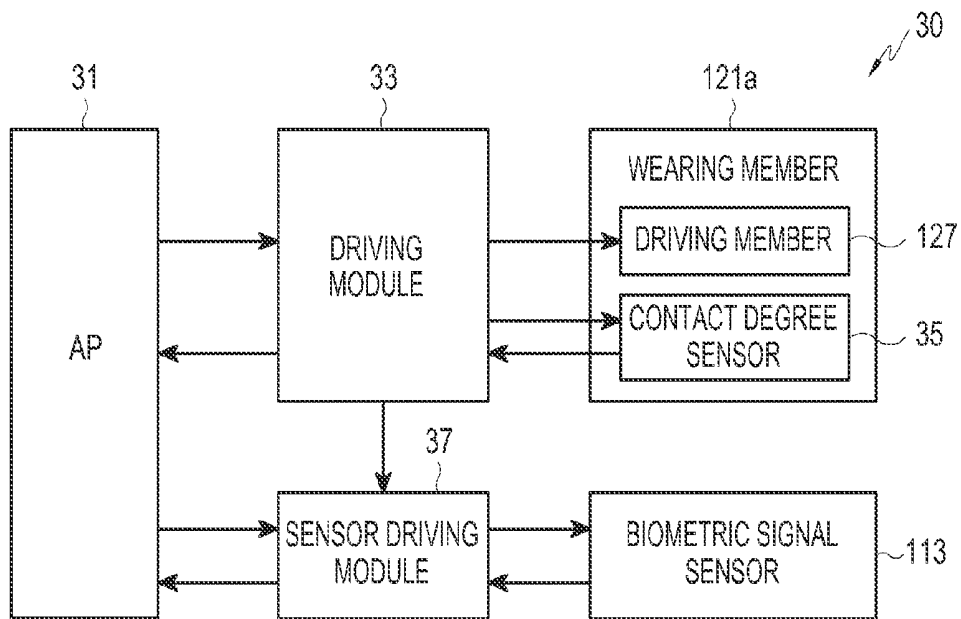 30
31
33
121a
WEARING MEMBER
DRIVING MEMBER
127
DRIVING
MODULE
CONTACT DEGREE
SENSOR
35
AP
37
SENSOR DRIVING
MODULE
BIOMETRIC SIGNAL
SENSOR
113